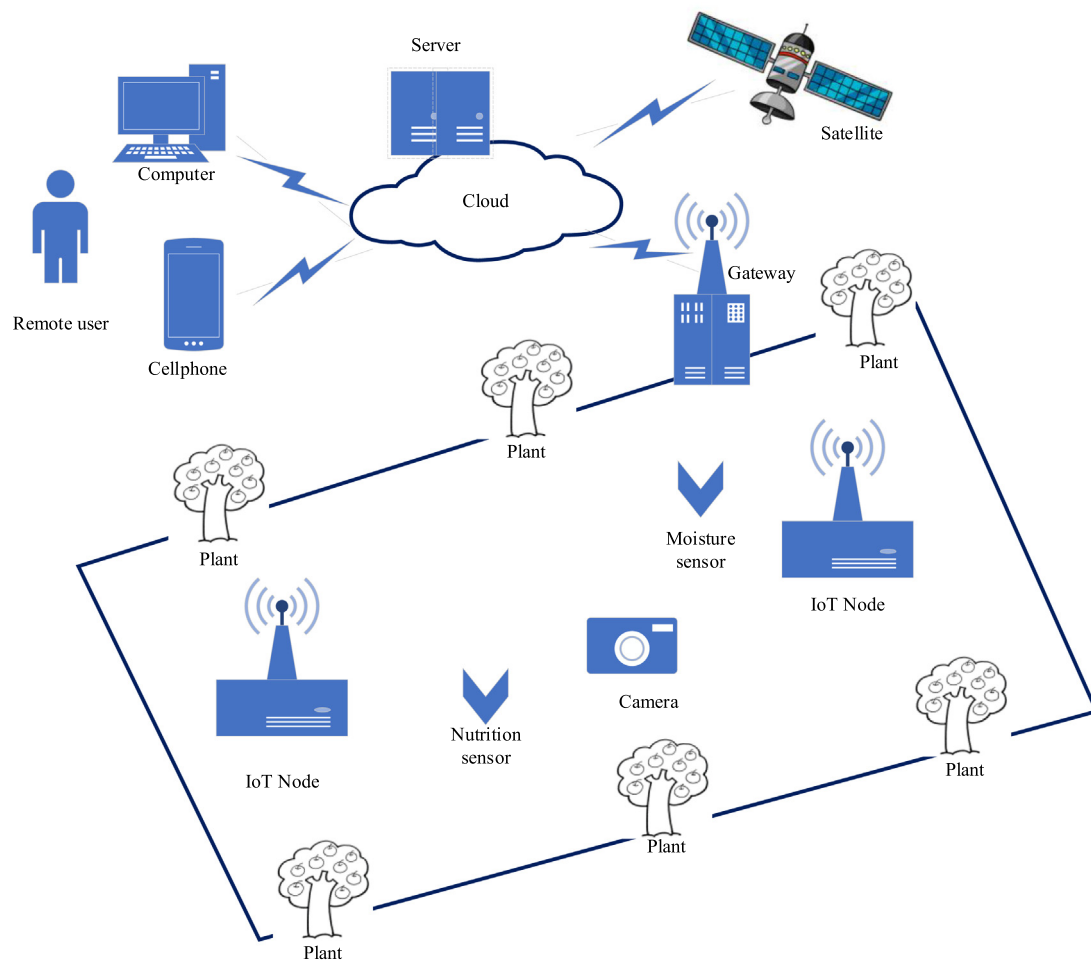 Server
Satellite
Computer
Cloud
Gateway
Remote user
Cellphone
Plant
Plant
Plant
Moisture
sensor
IoT Node
Camera
Nutrition
sensor
IoT Node
Plant
Plant
Plant